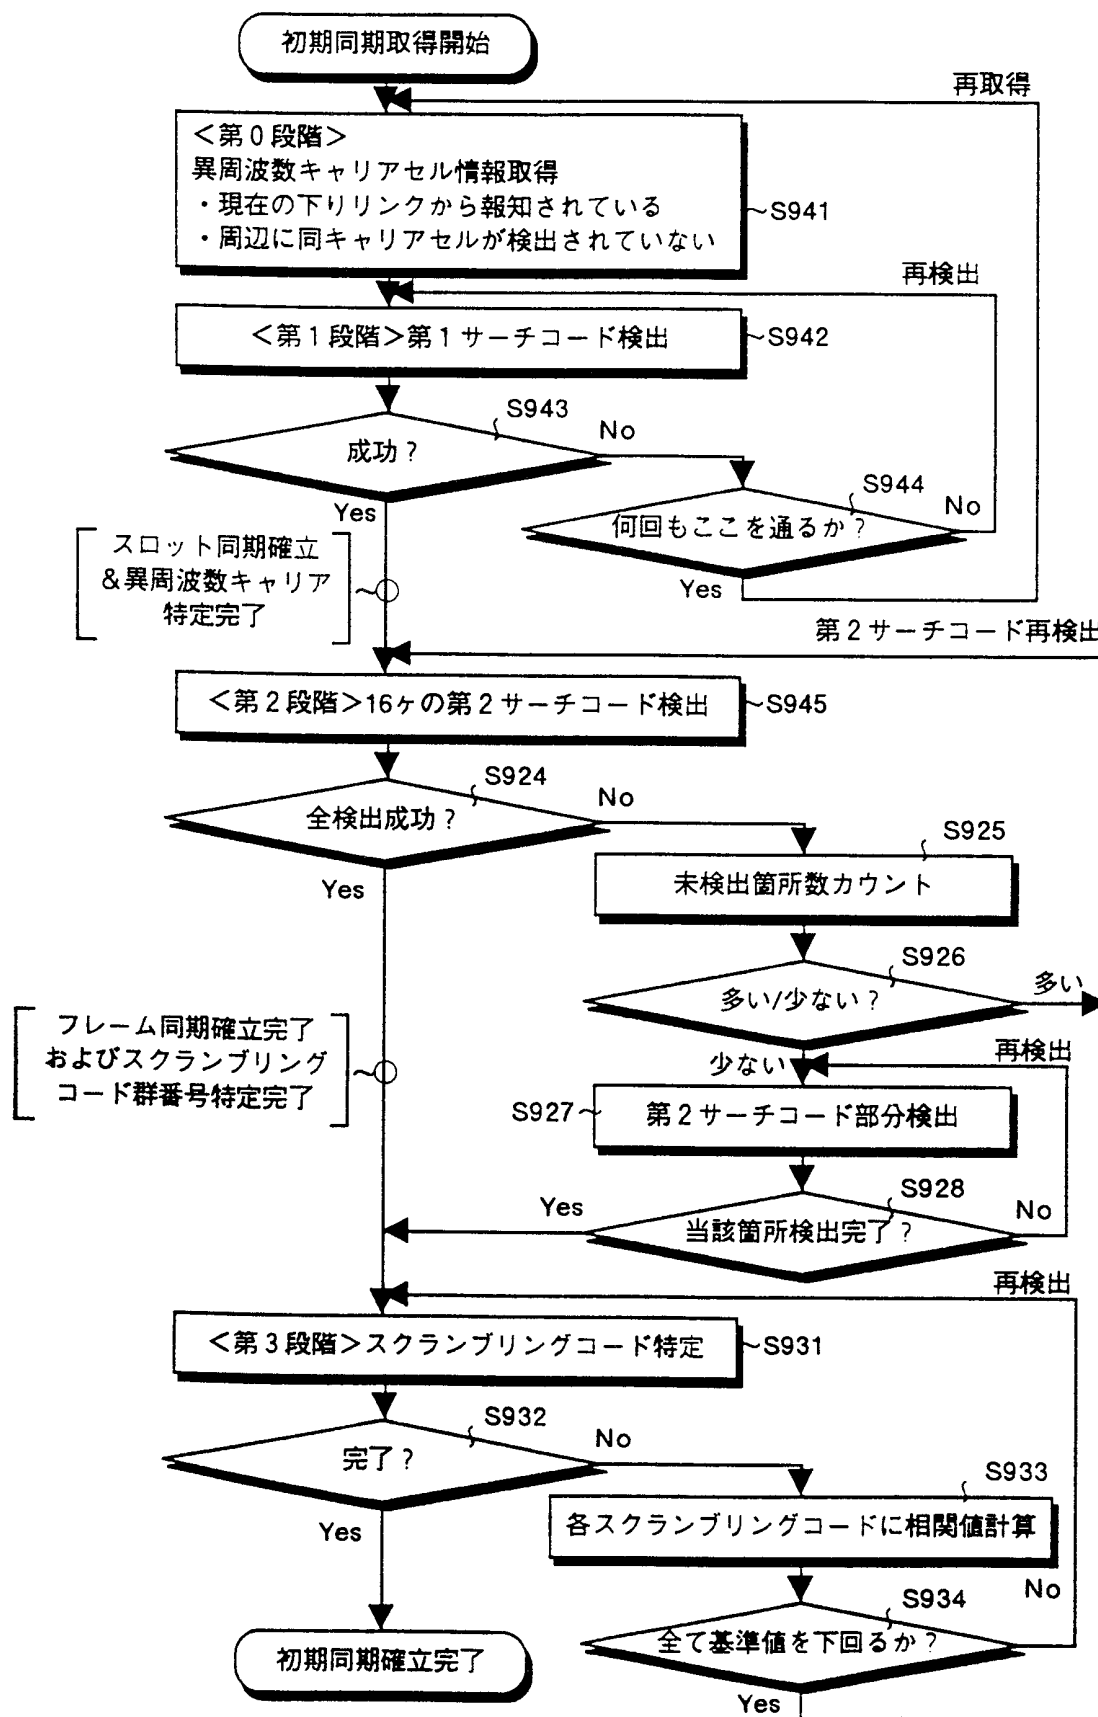 初期同期取得開始
再取得
<第0段階>
異周波数キャリアセル情報取得
・現在の下りリンクから報知されている
・周辺に同キャリアセルが検出されていない
~S941
再検出
<第1段階>第1サーチコード検出
~S942
S943
成功?
No
S944
何回もここを通るか?
No
Yes
Yes
スロット同期確立
&異周波数キャリア
特定完了
第2サーチコード再検出
<第2段階>16ヶの第2サーチコード検出
~S945
S924
全検出成功?
No
S925
未検出箇所数カウント
Yes
S926
多い/少ない?
多い
フレーム同期確立完了
およびスクランブリング
コード群番号特定完了
少ない
再検出
S927~
第2サーチコード部分検出
S928
Yes
当該箇所検出完了?
No
再検出
<第3段階>スクランブリングコード特定
~S931
S932
完了?
No
S933
各スクランブリングコードに相関値計算
Yes
No
S934
全て基準値を下回るか?
初期同期確立完了
Yes